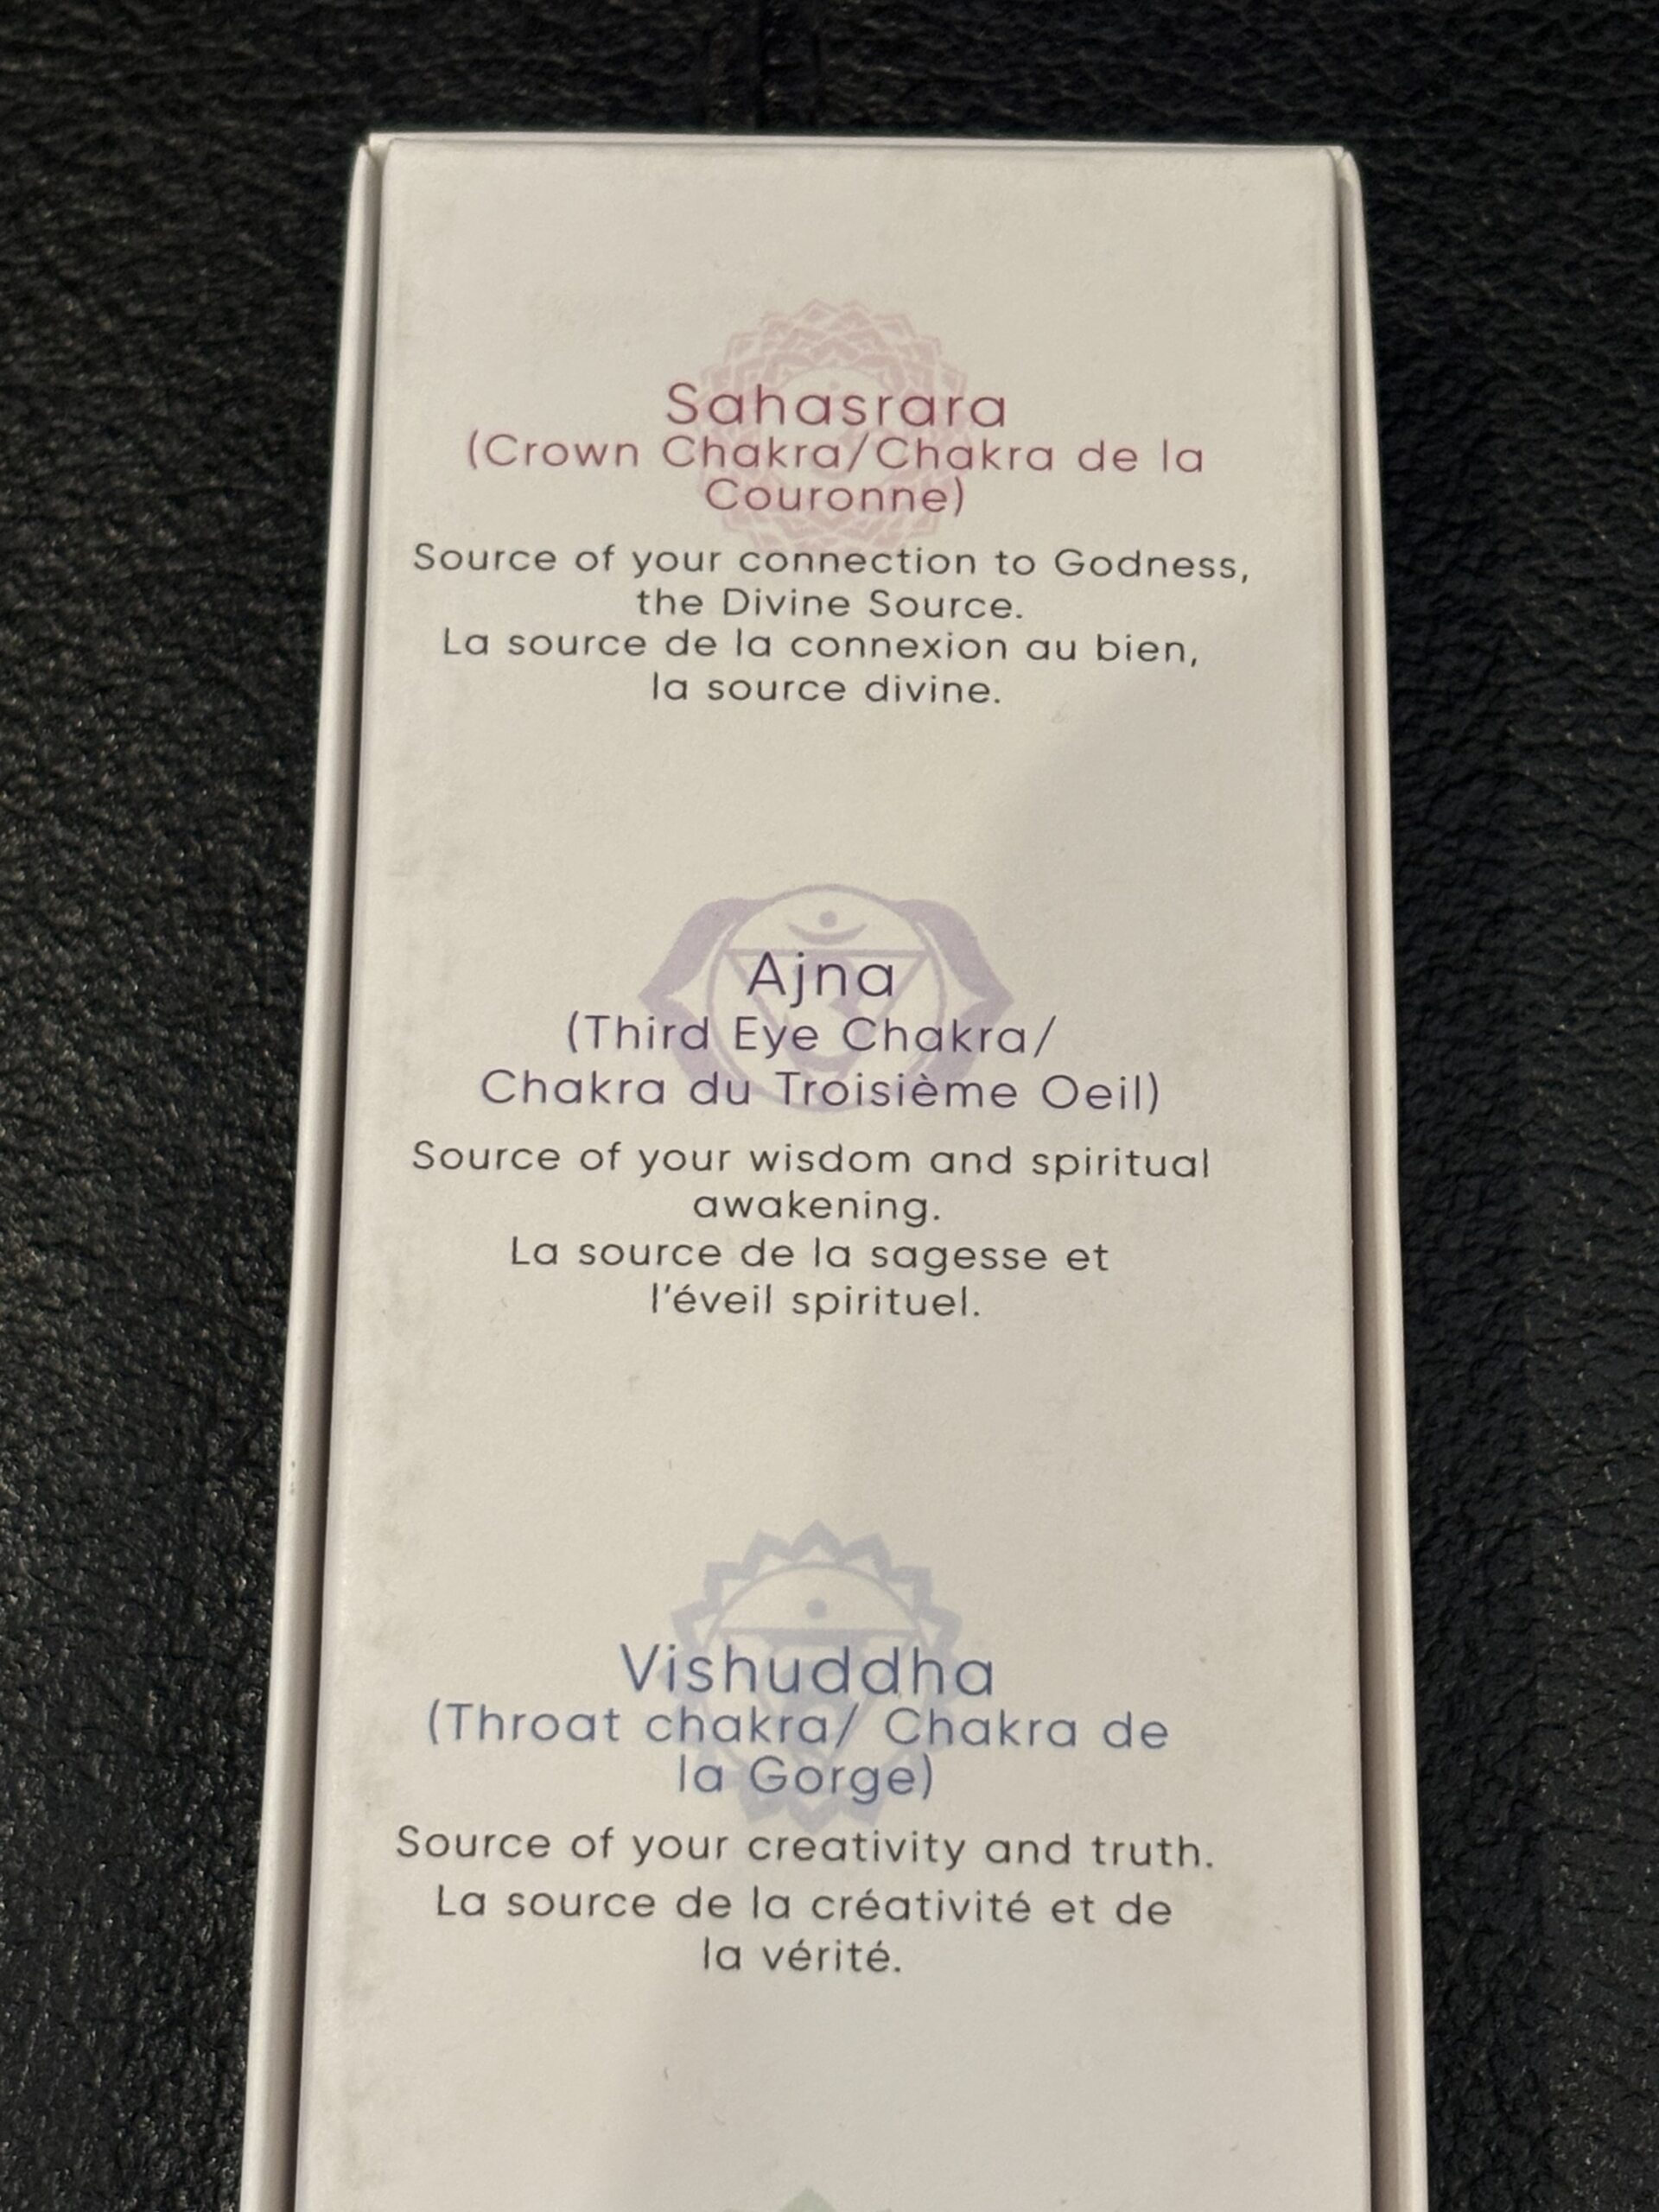 Sahasrara
(Crown Chakra/Chakra de la
Couronne)
Source of your connection to Godness,
the Divine Source.
La source de la connexion au bien,
la source divine.
Ajna
(Third Eye Chakra/
Chakra du Troisième Oeil)
Source of your wisdom and spiritual
awakening.
La source de la sagesse et
l'éveil spirituel.
Vishuddha
(Throat chakra/ Chakra de
la Gorge)
Source of your creativity and truth.
La source de la créativité et de
la vérité.